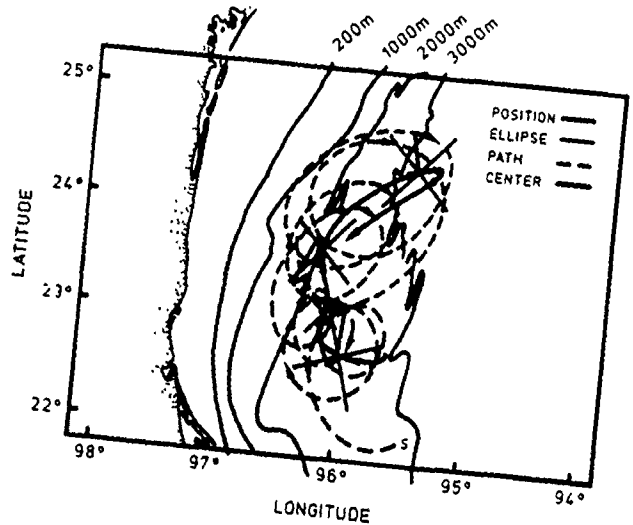 200m
1000m
2000m
3000m
25°
24°
23°
22°
LATITUDE
POSITION
ELLIPSE
PATH
CENTER
S
98°
97°
96°
95°
94°
LONGITUDE